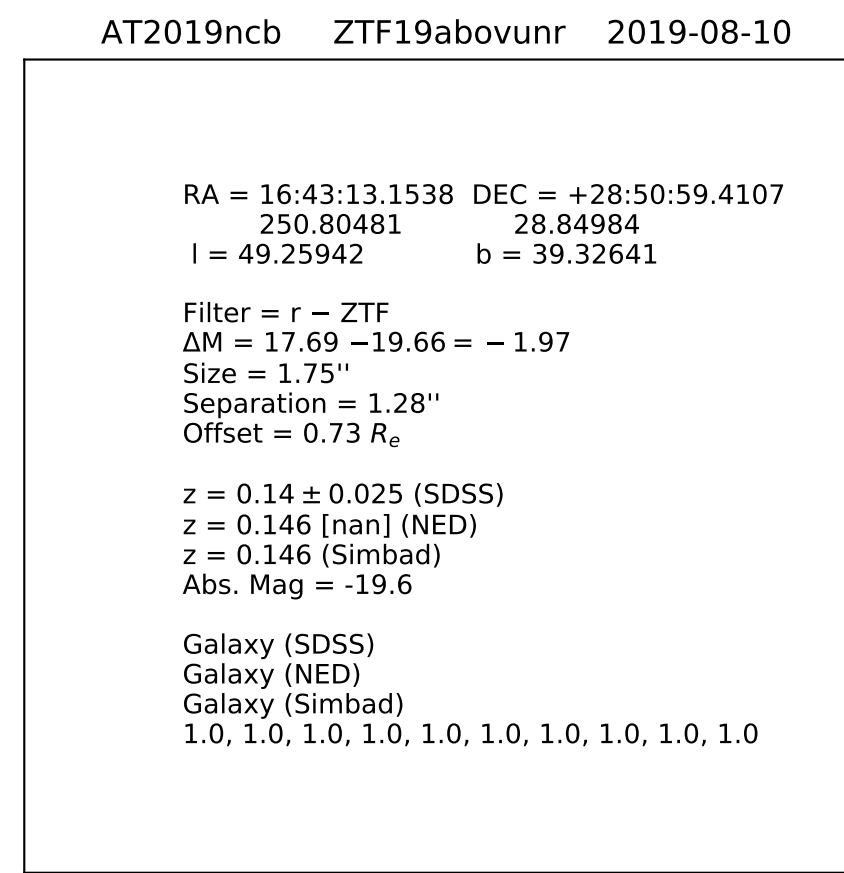 AT2019ncb ZTF19abovunr 2019-08-10
RA = 16:43:13.1538 DEC = +28:50:59.4107
250.80481 28.84984
l = 49.25942 b = 39.32641
Filter = r − ZTF
ΔM = 17.69 −19.66 = − 1.97
Size = 1.75''
Separation = 1.28''
Offset = 0.73 Re
z = 0.14 ± 0.025 (SDSS)
z = 0.146 [nan] (NED)
z = 0.146 (Simbad)
Abs. Mag = -19.6
Galaxy (SDSS)
Galaxy (NED)
Galaxy (Simbad)
1.0, 1.0, 1.0, 1.0, 1.0, 1.0, 1.0, 1.0, 1.0, 1.0